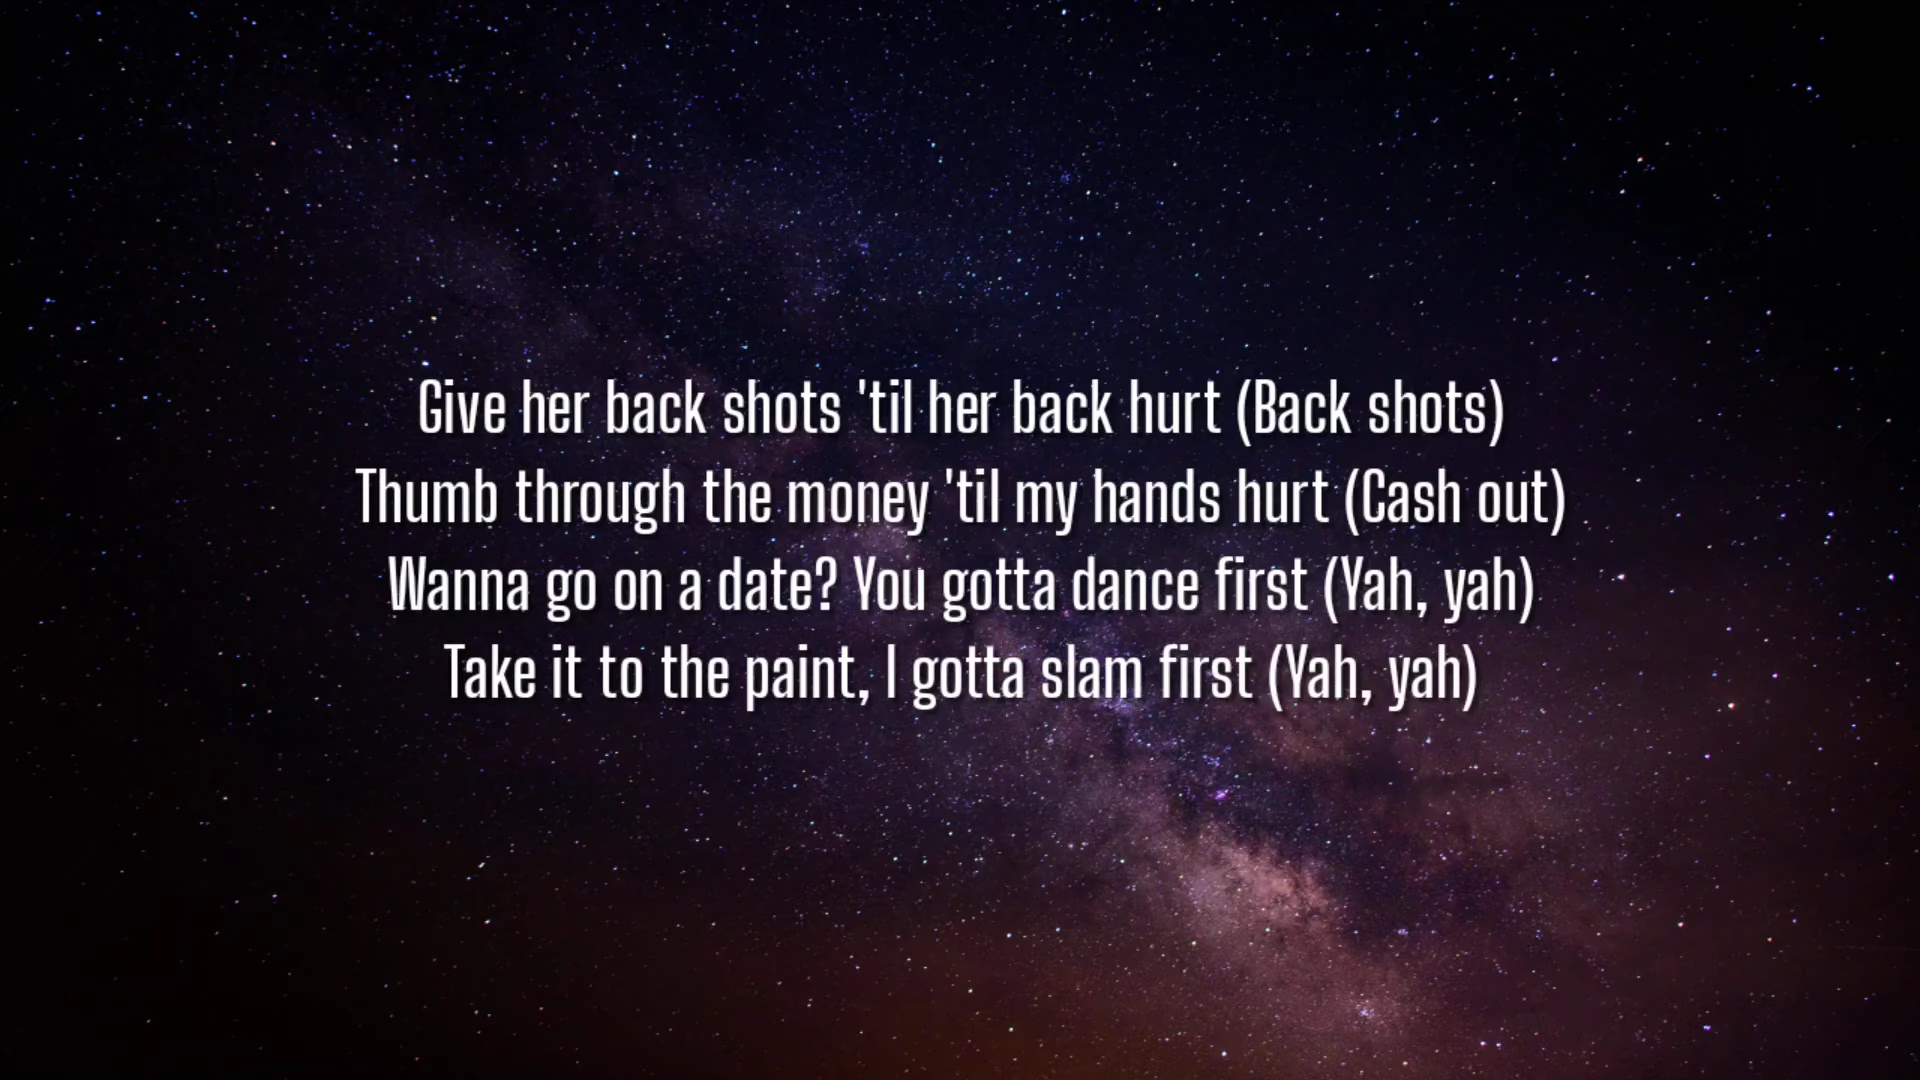 Give her back shots 'til her back hurt (Back shots)
Thumb through the money 'til my hands hurt (Cash out)
Wanna go on a date? You gotta dance first (Yah, yah)
Take it to the paint, I gotta slam first (Yah, yah)